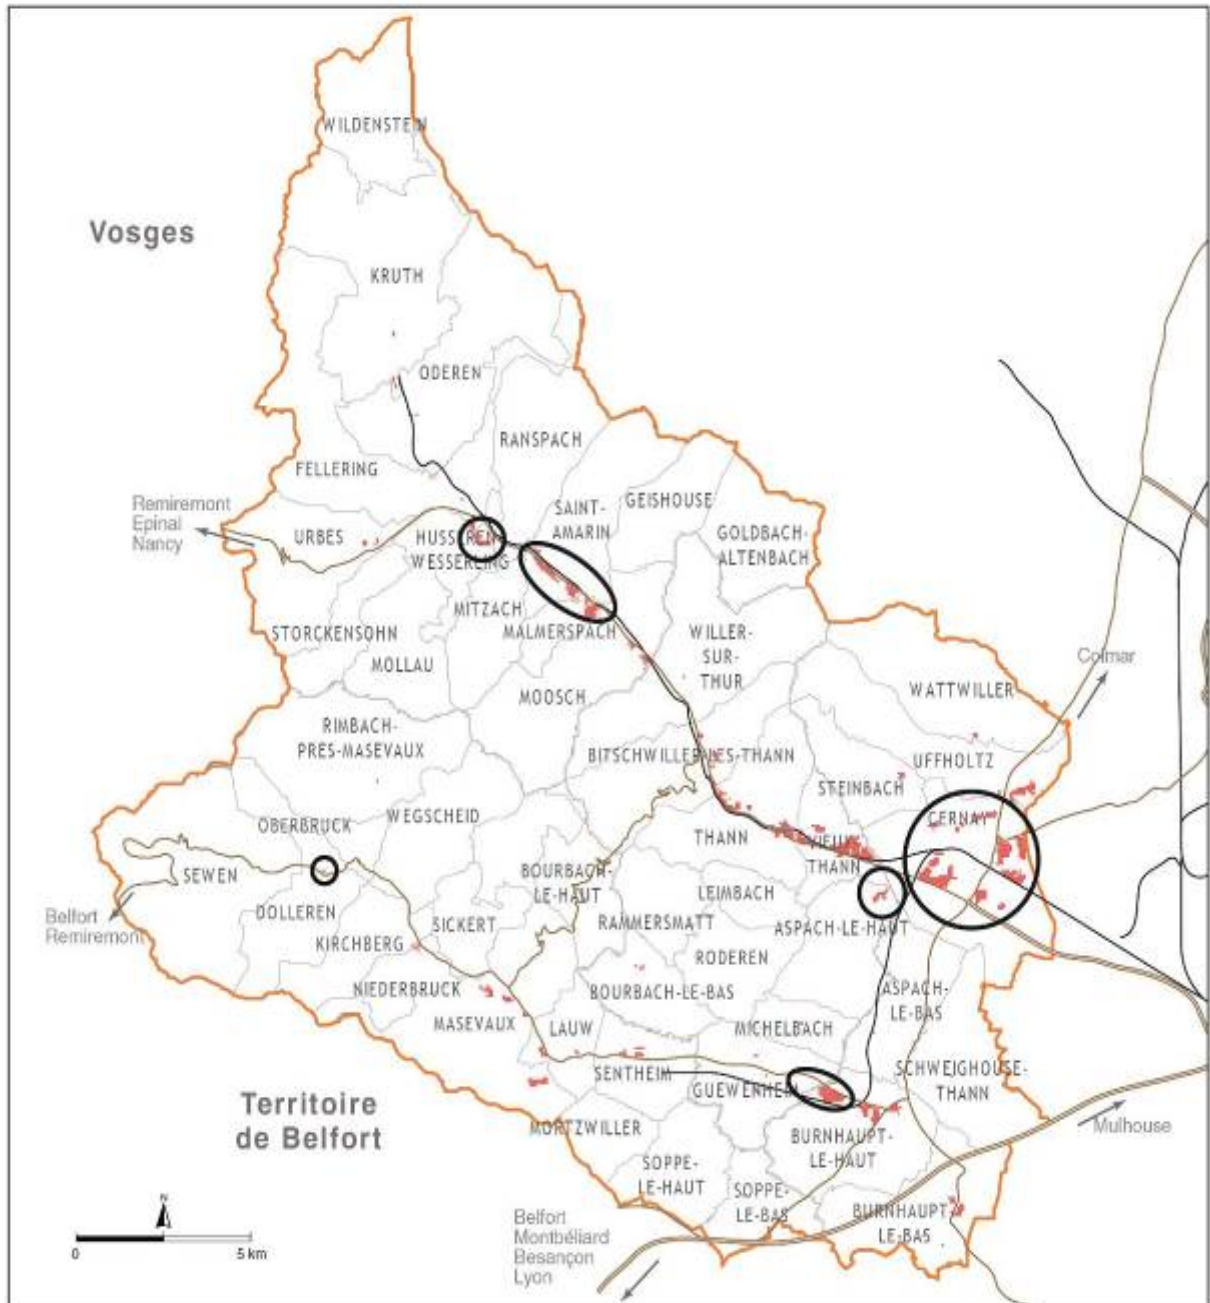 WILDENSTEIN
Vosges
KRUTH
ODEREN
RANSPACH
FELLERING
GEISHOUSE
SAINT-
AMARIN
Remiremont
Epinal
Nancy
URBES
HUSSEREN
WESSERLING
GOLDBACH-
ALTENBACH
MITZACH
MALMERSPACH
STORCKENSOHN
MOLLAU
WILLER-
SUR-
THUR
Colmar
WATTWILLER
MOOSCH
RIMBACH-
PRES-MASEVAUX
BITSCHWILLER-LES-THANN
UFFHOLTZ
STEINBACH
CERNAY
OBERBRUCK
WEGSCHEID
THANN
VIEUX-
THANN
SEWEN
BOURBACH-
LE-HAUT
LEIMBACH
Belfort
Remiremont
DOLLEREN
SICKERT
RAMMERSMATT
ASPACH-LE-HAUT
KIRCHBERG
RODEREN
NIEDERBRUCK
BOURBACH-LE-BAS
ASPACH-
LE-BAS
MASEVAUX
LAUW
MICHELBACH
SENTHEIM
GUEWENHEI
SCHWEIGHOUSE-
THANN
Territoire
de Belfort
MORTZWILLER
BURNHAUPT-
LE-HAUT
Mulhouse
SOPPE-
LE-HAUT
SOPPE-
LE-BAS
BURNHAUPT
LE-BAS
N
0 5 km
Belfort
Montbéliard
Besançon
Lyon